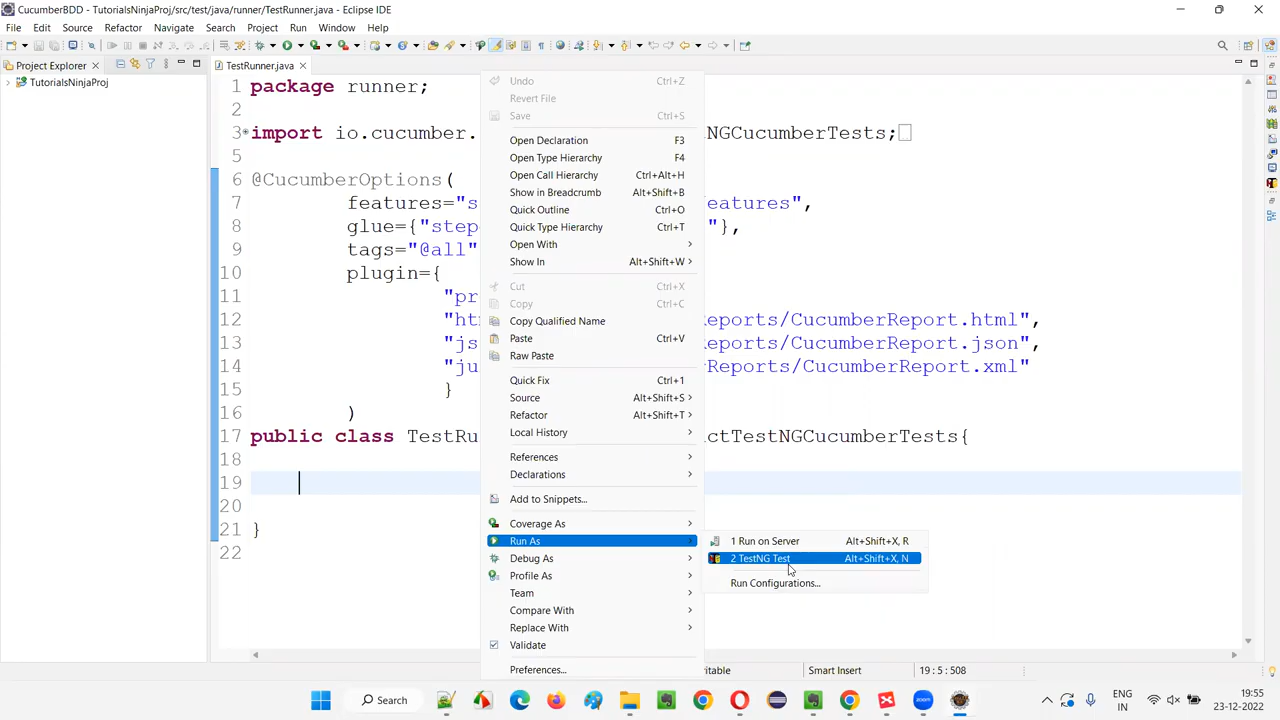 CucumberBDD - TutorialsNinjaProj/src/test/java/runner/TestRunner.java - Eclipse IDE
File Edit Source Refactor Navigate Search Project Run Window Help
Project Explorer
TutorialsNinjaProj
TestRunner.java
1 package runner;
2
3 import io.cucumber. NGCucumberTests;
5
6 @CucumberOptions(
7 features="s eatures",
8 glue={"step "},
9 tags="@all"
10 plugin={
11 "pr
12 "ht eports/CucumberReport.html",
13 "js eports/CucumberReport.json",
14 "ju rReports/CucumberReport.xml"
15 }
16 )
17 public class TestRu ctTestNGCucumberTests{
18
19
20
21 }
22
Undo Ctrl+Z
Revert File
Save Ctrl+S
Open Declaration F3
Open Type Hierarchy F4
Open Call Hierarchy Ctrl+Alt+H
Show in Breadcrumb Alt+Shift+B
Quick Outline Ctrl+O
Quick Type Hierarchy Ctrl+T
Open With
Show In Alt+Shift+W
Cut Ctrl+X
Copy Ctrl+C
Copy Qualified Name
Paste Ctrl+V
Raw Paste
Quick Fix Ctrl+1
Source Alt+Shift+S
Refactor Alt+Shift+T
Local History
References
Declarations
Add to Snippets...
Coverage As
Run As
Debug As
Profile As
Team
Compare With
Replace With
Validate
Preferences...
1 Run on Server Alt+Shift+X, R
2 TestNG Test Alt+Shift+X, N
Run Configurations...
ritable Smart Insert 19 : 5 : 508
Search
ENG
IN
19:55
23-12-2022